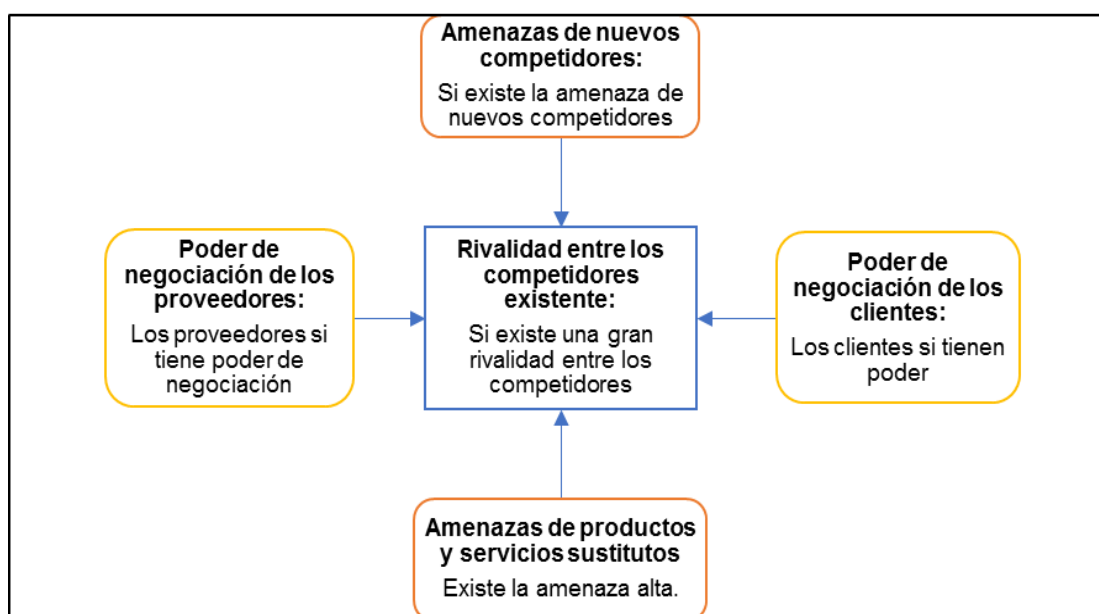 Amenazas de nuevos
competidores:
Si existe la amenaza de
nuevos competidores
Poder de
negociación de los
proveedores:
Los proveedores si
tiene poder de
negociación
Rivalidad entre los
competidores
existente:
Si existe una gran
rivalidad entre los
competidores
Poder de
negociación de los
clientes:
Los clientes si tienen
poder
Amenazas de productos
y servicios sustitutos
Existe la amenaza alta.